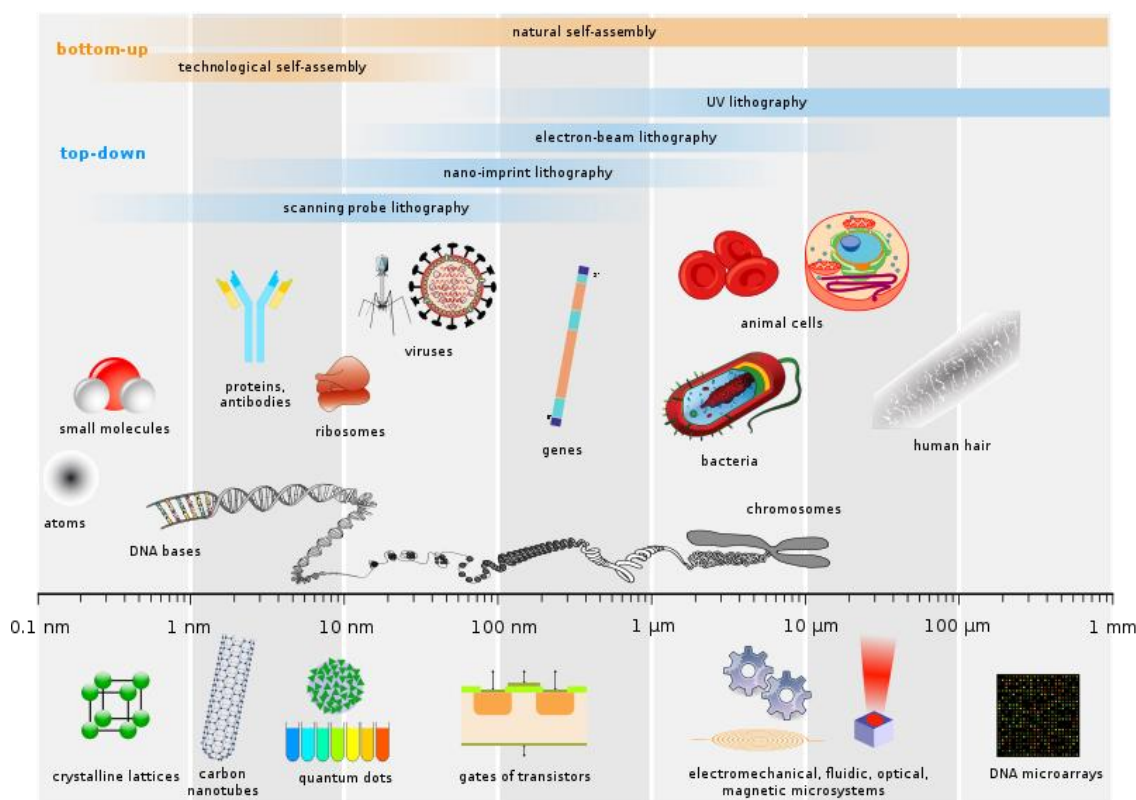 natural self-assembly
bottom-up
technological self-assembly
UV lithography
electron-beam lithography
top-down
nano-imprint lithography
scanning probe lithography
animal cells
viruses
proteins,
antibodies
small molecules
ribosomes
genes
bacteria
human hair
atoms
DNA bases
chromosomes
0.1 nm
1 nm
10 nm
100 nm
1 μm
10 μm
100 μm
1 mm
crystalline lattices
carbon
nanotubes
quantum dots
gates of transistors
electromechanical, fluidic, optical,
magnetic microsystems
DNA microarrays